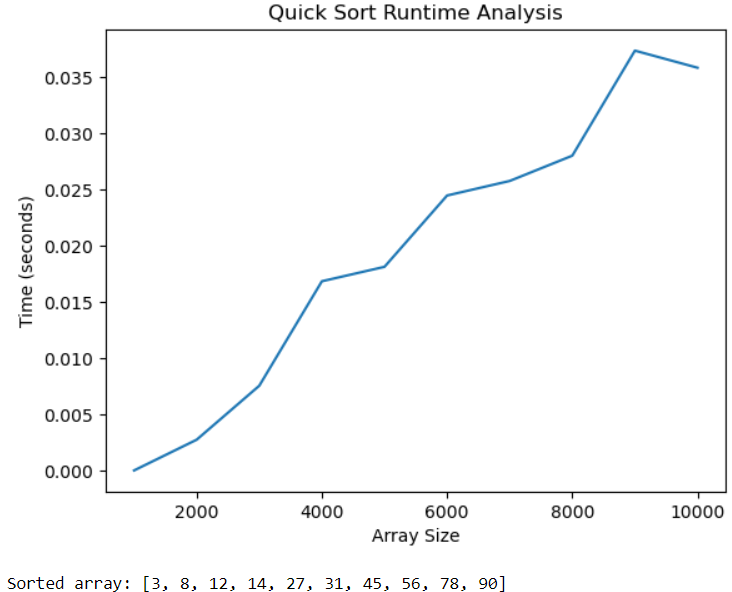 Quick Sort Runtime Analysis
0.035
0.030
0.025
0.020
0.015
0.010
0.005
0.000
Time (seconds)
2000 4000 6000 8000 10000
Array Size
Sorted array: [3, 8, 12, 14, 27, 31, 45, 56, 78, 90]